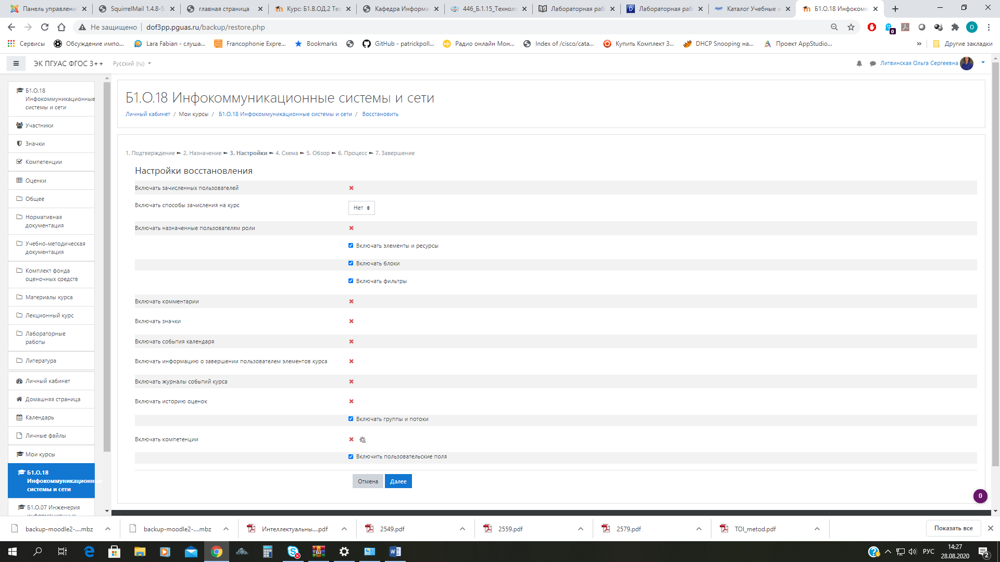 Панель управлени
SquirrelMail 1.4.8-5.
главная страница
Курс: Б1.В.ОД.2 Тес
Кафедра Информа
446_Б.1.15_Технол
Лабораторная раб
Лабораторная раб
Каталог Учебные и
Б1.О.18 Инфокомм
Не защищено
dof3pp.pguas.ru/backup/restore.php
0
О
Сервисы
Обсуждение импо...
Lara Fabian - слуша...
Francophonie Expre...
Bookmarks
GitHub - patrickpoll...
Радио онлайн Мон...
Index of /cisco/cata...
Купить Комплект З...
DHCP Snooping на...
Проект AppStudio...
»
Другие закладки
ЭК ПГУАС ФГОС 3++
Русский (ru)
Литвинская Ольга Сергеевна
Б1.О.18
Инфокоммуникационные
системы и сети
Участники
Значки
Компетенции
Оценки
Общее
Нормативная
документация
Учебно-методическая
документация
Комплект фонда
оценочных средств
Материалы курса
Лекционный курс
Лабораторные
работы
Литература
Личный кабинет
Домашняя страница
Календарь
Личные файлы
Мои курсы
Б1.О.18
Инфокоммуникационные
системы и сети
Б1.О.07 Инженерия
информационных
Б1.О.18 Инфокоммуникационные системы и сети
Личный кабинет / Мои курсы / Б1.О.18 Инфокоммуникационные системы и сети / Восстановить
1. Подтверждение ► 2. Назначение ► 3. Настройки ► 4. Схема ► 5. Обзор ► 6. Процесс ► 7. Завершение
Настройки восстановления
Включать зачисленных пользователей
Включать способы зачисления на курс
Нет
Включать назначенные пользователям роли
Включать элементы и ресурсы
Включать блоки
Включать фильтры
Включать комментарии
Включать значки
Включать события календаря
Включать информацию о завершении пользователем элементов курса
Включать журналы событий курса
Включать историю оценок
Включать группы и потоки
Включать компетенции
Включить пользовательские поля
Отмена
Далее
0
backup-moodle2-....mbz
backup-moodle2-....mbz
Интеллектуальны....pdf
2549.pdf
2559.pdf
2579.pdf
TOI_metod.pdf
Показать все
РУС
14:27
28.08.2020
2